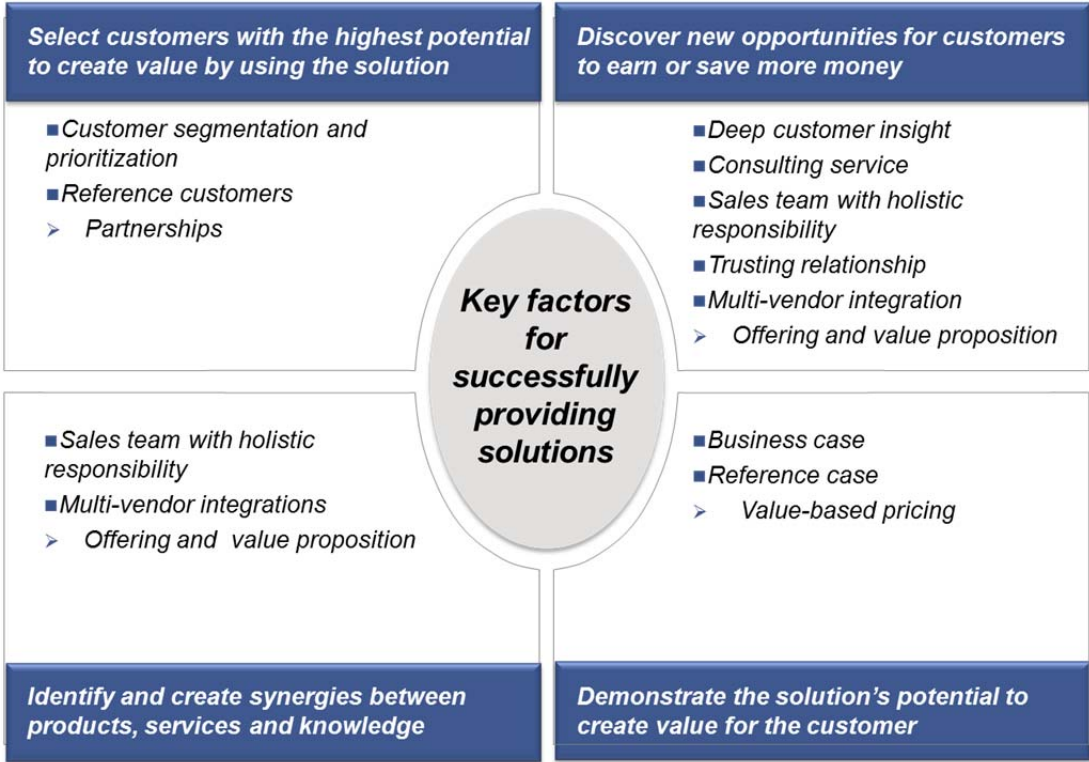 Select customers with the highest potential
to create value by using the solution
■Customer segmentation and
prioritization
■Reference customers
➢ Partnerships
Discover new opportunities for customers
to earn or save more money
■Deep customer insight
■Consulting service
■Sales team with holistic
responsibility
■Trusting relationship
■Multi-vendor integration
➢ Offering and value proposition
Key factors
for
successfully
providing
solutions
■Sales team with holistic
responsibility
■Multi-vendor integrations
➢ Offering and value proposition
Identify and create synergies between
products, services and knowledge
■Business case
■Reference case
➢ Value-based pricing
Demonstrate the solution’s potential to
create value for the customer